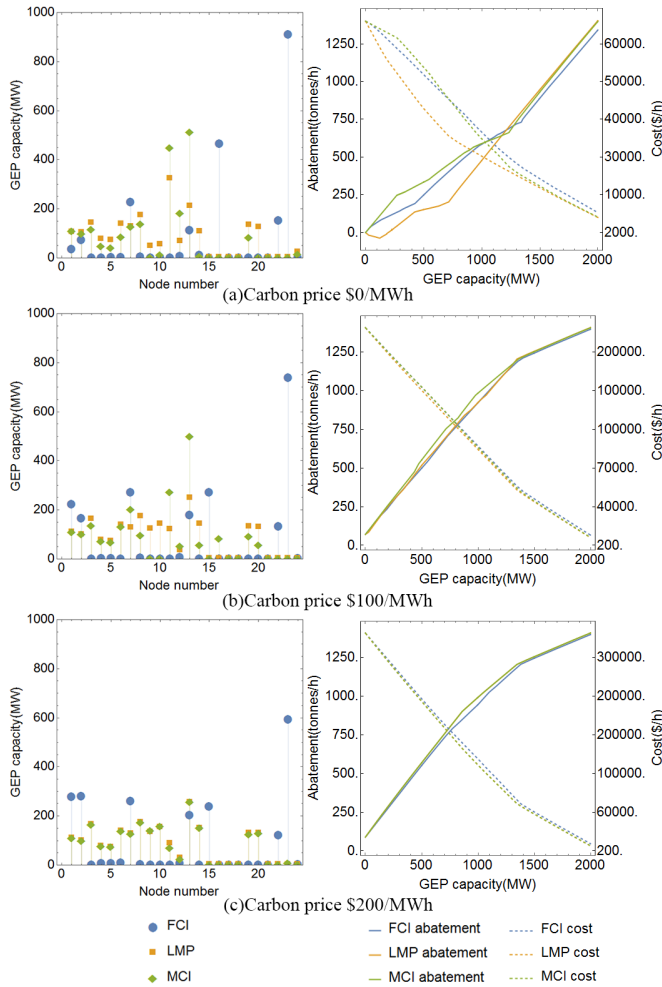 1000
800
600
400
200
0
GEP capacity(MW)
0 5 10 15 20
Node number
1250
1000
750
500
250
0
Abatement(tonnes/h)
60000.
46000.
30000.
10000.
2000.
Cost($/h)
0 500 1000 1500 2000
GEP capacity(MW)
(a)Carbon price $0/MWh
1000
800
600
400
200
0
GEP capacity(MW)
0 5 10 15 20
Node number
1250
1000
750
500
250
0
Abatement(tonnes/h)
200000.
100000.
100000.
70000.
40000.
200.
Cost($/h)
0 500 1000 1500 2000
GEP capacity(MW)
(b)Carbon price $100/MWh
1000
800
600
400
200
0
GEP capacity(MW)
0 5 10 15 20
Node number
1250
1000
750
500
250
0
Abatement(tonnes/h)
300000.
200000.
200000.
100000.
60000.
200.
Cost($/h)
0 500 1000 1500 2000
GEP capacity(MW)
(c)Carbon price $200/MWh
FCI
LMP
MCI
FCI abatement FCI cost
LMP abatement LMP cost
MCI abatement MCI cost